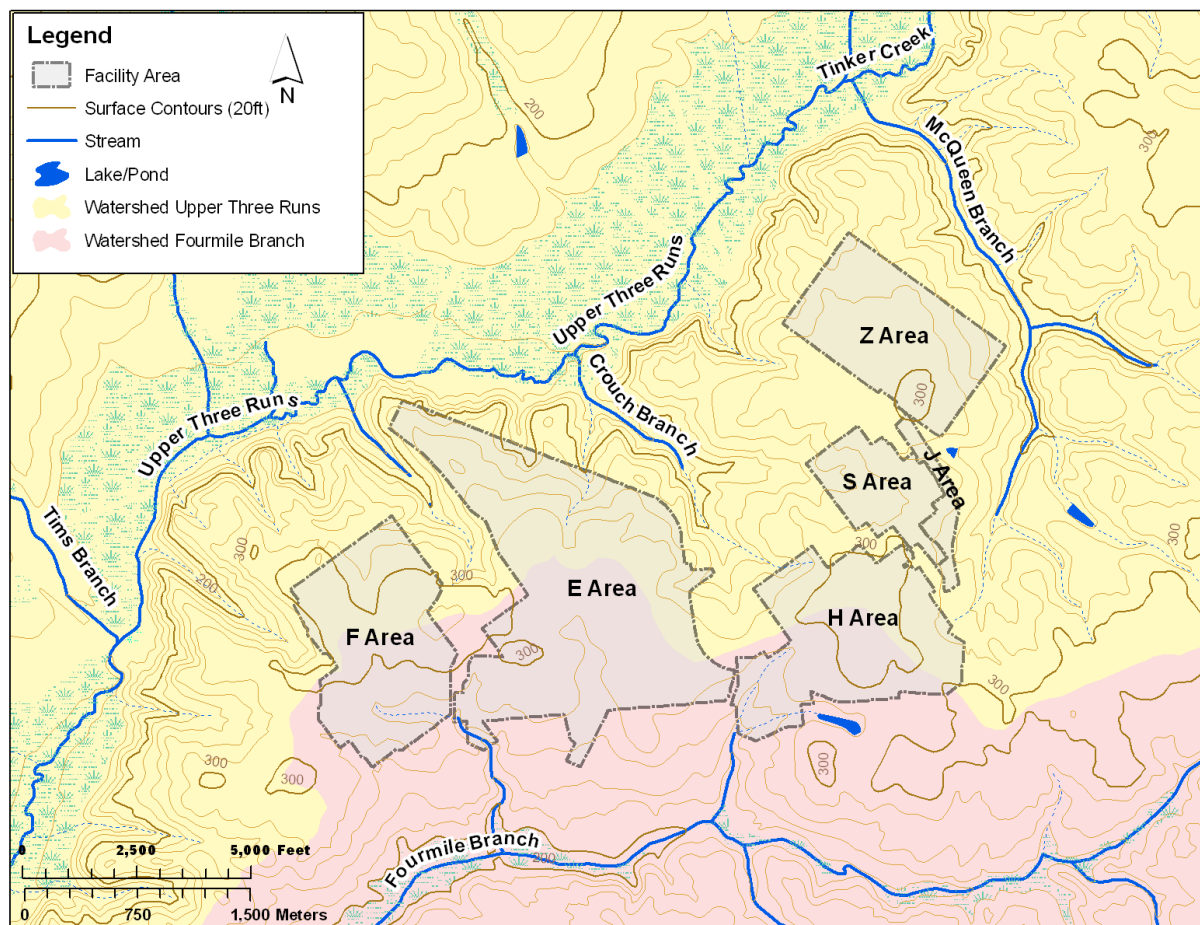 Legend
Facility Area
Surface Contours (20ft)
Stream
Lake/Pond
Watershed Upper Three Runs
Watershed Fourmile Branch
N
Tinker Creek
200
McQueen Branch
300
Upper Three Runs
Z Area
Crouch Branch
300
Upper Three Runs
J Area
S Area
Tims Branch
300
300
300
200
300
E Area
H Area
F Area
300
300
300
300
300
0 2,500 5,000 Feet
Fourmile Branch
200
0 750 1,500 Meters